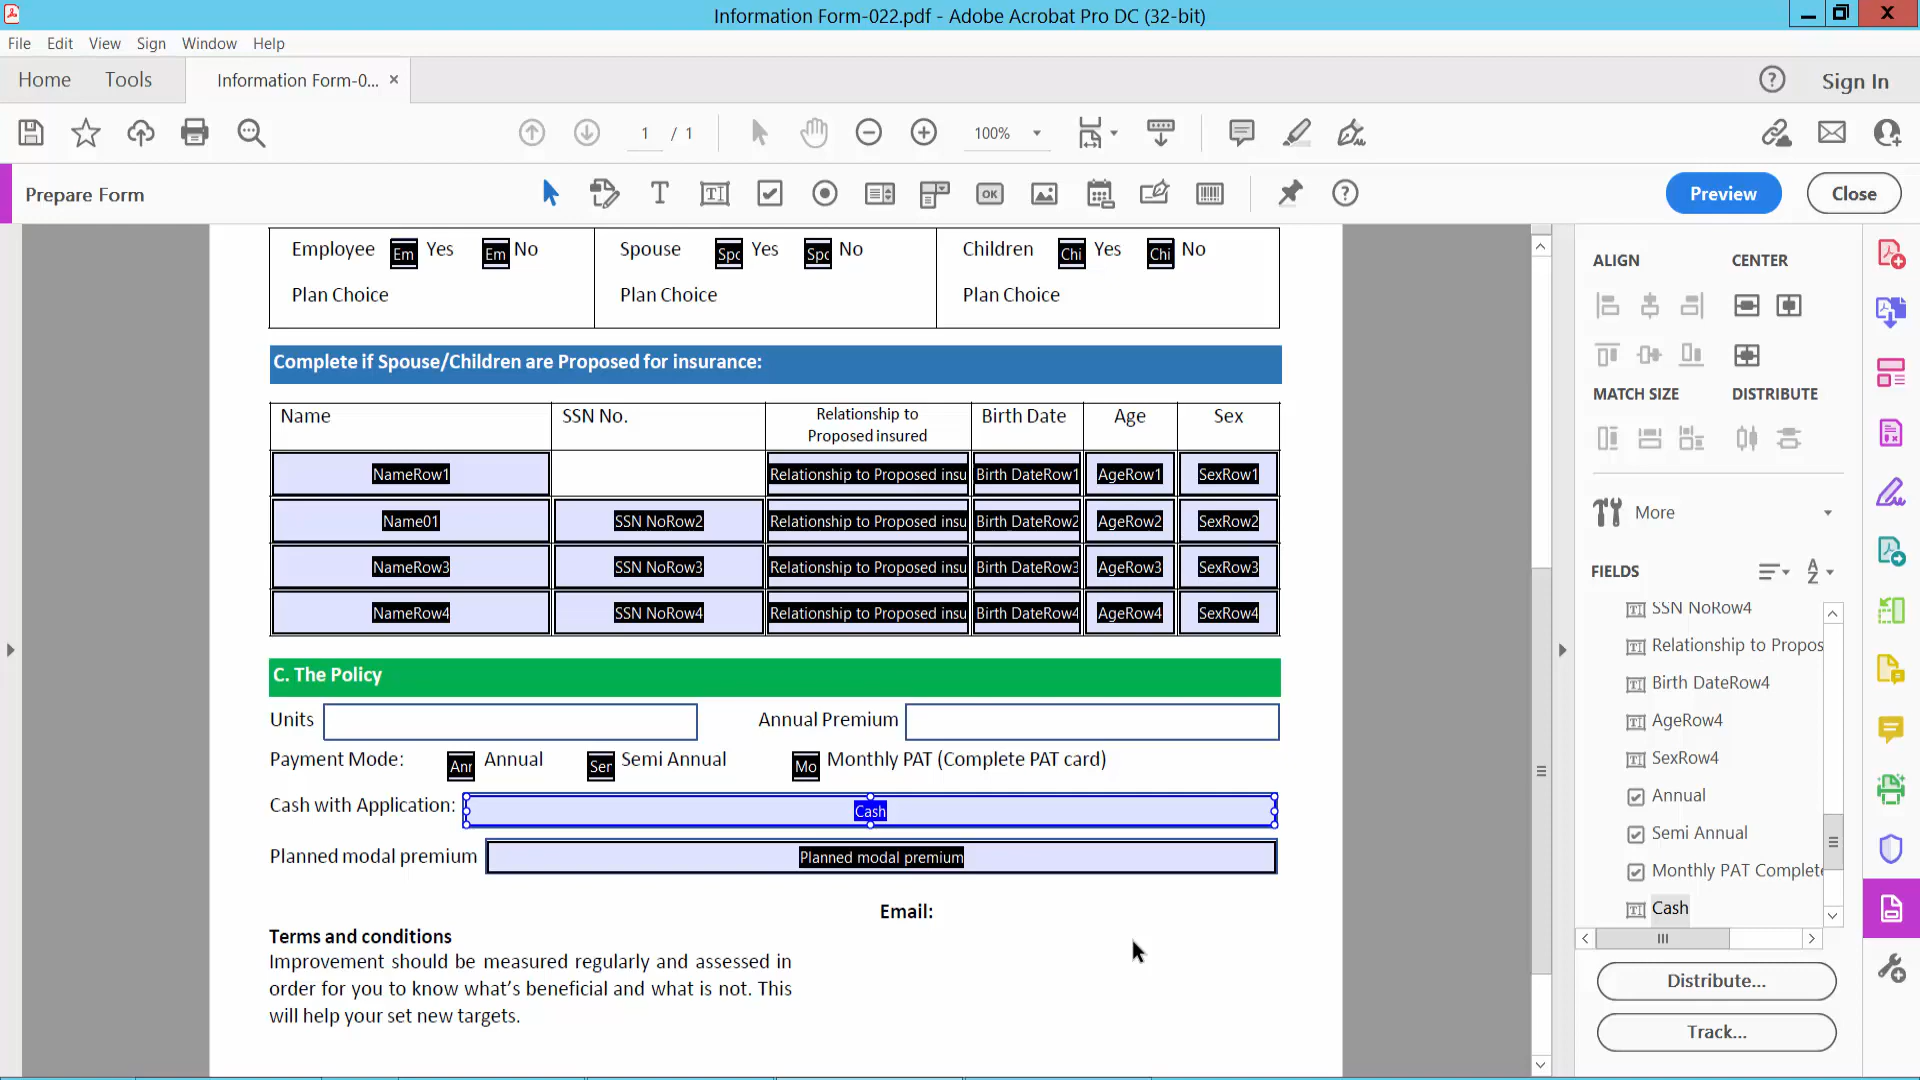 Information Form-022.pdf - Adobe Acrobat Pro DC (32-bit)
File Edit View Sign Window Help
Home Tools Information Form-0... × Sign In
1 / 1 100%
Prepare Form Preview Close
Employee Em Yes Em No Spouse Spc Yes Spc No Children Chi Yes Chi No
Plan Choice Plan Choice Plan Choice
Complete if Spouse/Children are Proposed for insurance:
Name SSN No. Relationship to Proposed insured Birth Date Age Sex
NameRow1 Relationship to Proposed insu Birth DateRow1 AgeRow1 SexRow1
Name01 SSN NoRow2 Relationship to Proposed insu Birth DateRow2 AgeRow2 SexRow2
NameRow3 SSN NoRow3 Relationship to Proposed insu Birth DateRow3 AgeRow3 SexRow3
NameRow4 SSN NoRow4 Relationship to Proposed insu Birth DateRow4 AgeRow4 SexRow4
C. The Policy
Units Annual Premium
Payment Mode: Anr Annual Ser Semi Annual Mo Monthly PAT (Complete PAT card)
Cash with Application: Cash
Planned modal premium Planned modal premium
Email:
Terms and conditions
Improvement should be measured regularly and assessed in
order for you to know what's beneficial and what is not. This
will help your set new targets.
ALIGN CENTER
MATCH SIZE DISTRIBUTE
More
FIELDS
SSN NoRow4
Relationship to Propos
Birth DateRow4
AgeRow4
SexRow4
Annual
Semi Annual
Monthly PAT Complete
Cash
Distribute...
Track...